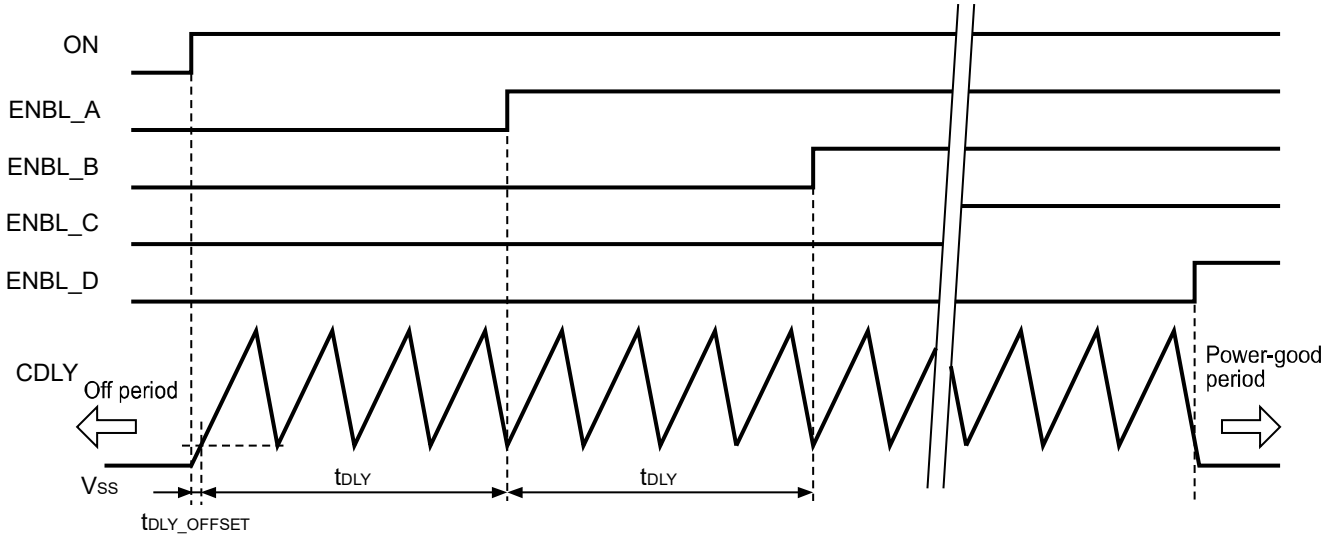 ON
ENBL_A
ENBL_B
ENBL_C
ENBL_D
CDLY
Off period
Power-good
period
VSS
tDLY
tDLY
tDLY_OFFSET